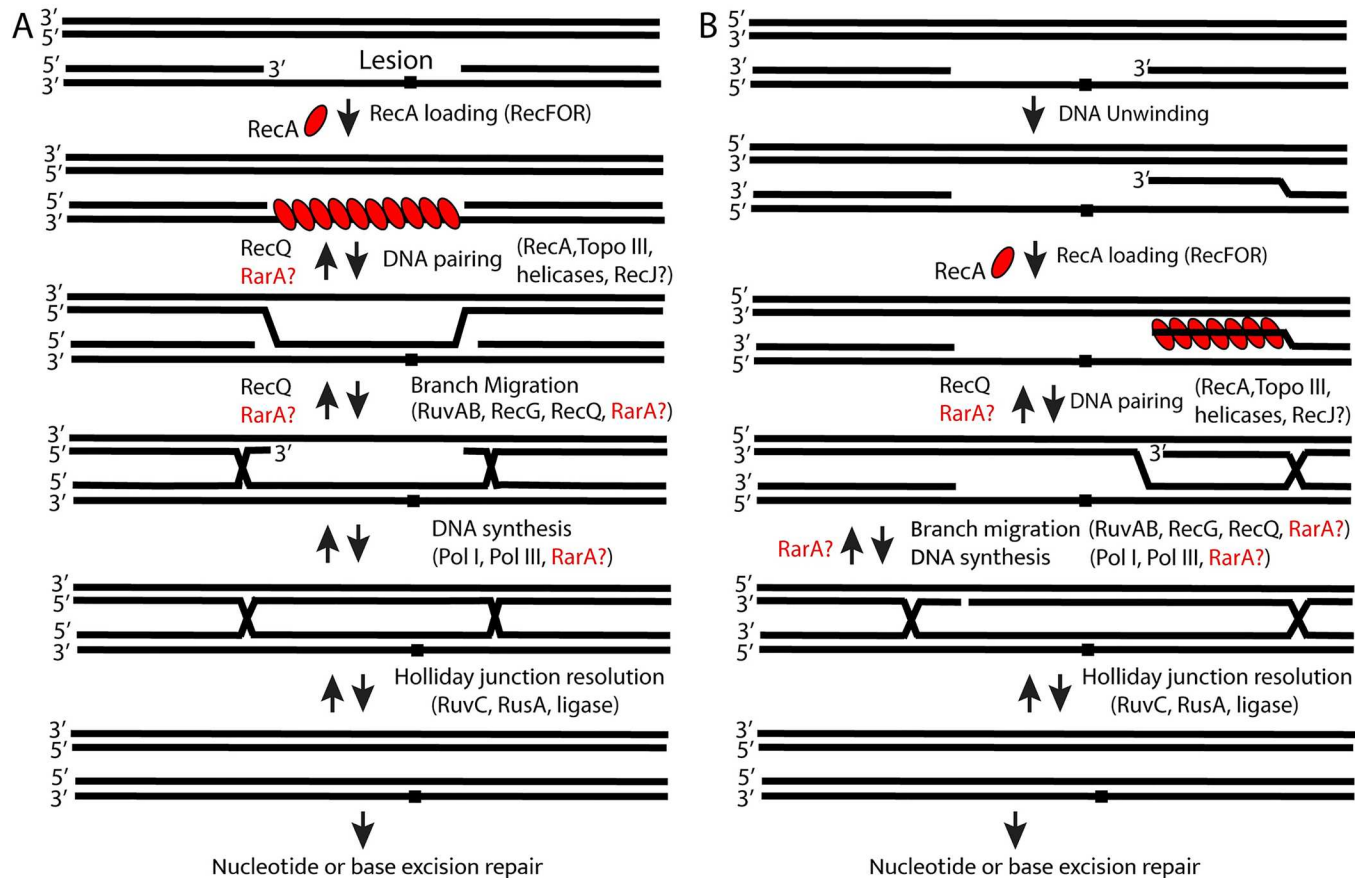 A
3′
5′
Lesion
5′
3′
3′
RecA
RecA loading (RecFOR)
3′
5′
5′
3′
RecQ
RarA?
DNA pairing
(RecA,Topo III,
helicases, RecJ?)
3′
5′
5′
3′
RecQ
RarA?
Branch Migration
(RuvAB, RecG, RecQ, RarA?)
3′
5′
3′
5′
3′
DNA synthesis
(Pol I, Pol III, RarA?)
3′
5′
5′
3′
Holliday junction resolution
(RuvC, RusA, ligase)
3′
5′
5′
3′
Nucleotide or base excision repair
B
5′
3′
3′
3′
5′
DNA Unwinding
5′
3′
3′
3′
5′
RecA
RecA loading (RecFOR)
5′
3′
3′
5′
RecQ
RarA?
DNA pairing
(RecA,Topo III,
helicases, RecJ?)
5′
3′
3′
3′
5′
RarA?
Branch migration (RuvAB, RecG, RecQ, RarA?)
DNA synthesis (Pol I, Pol III, RarA?)
5′
3′
3′
5′
Holliday junction resolution
(RuvC, RusA, ligase)
5′
3′
3′
5′
Nucleotide or base excision repair